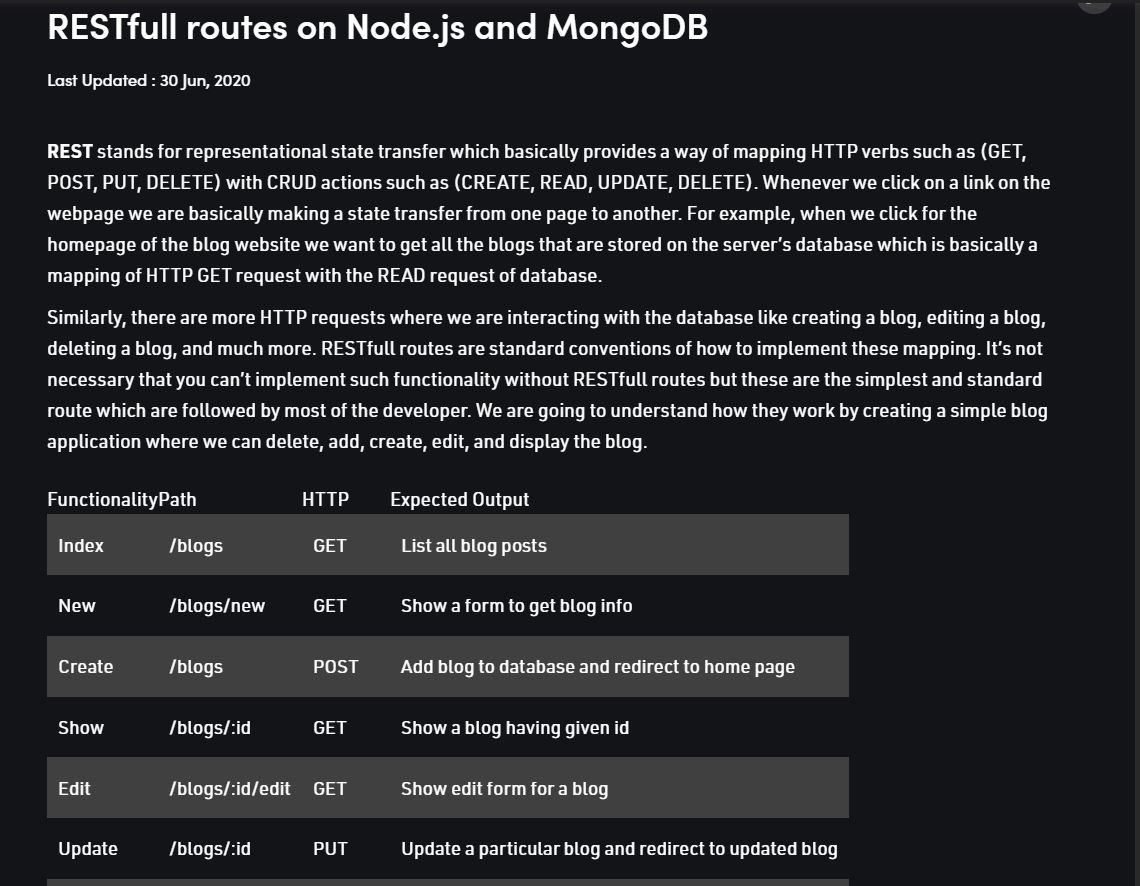 RESTfull routes on Node.js and MongoDB
Last Updated : 30 Jun, 2020
REST stands for representational state transfer which basically provides a way of mapping HTTP verbs such as (GET,
POST, PUT, DELETE) with CRUD actions such as (CREATE, READ, UPDATE, DELETE). Whenever we click on a link on the
webpage we are basically making a state transfer from one page to another. For example, when we click for the
homepage of the blog website we want to get all the blogs that are stored on the server’s database which is basically a
mapping of HTTP GET request with the READ request of database.
Similarly, there are more HTTP requests where we are interacting with the database like creating a blog, editing a blog,
deleting a blog, and much more. RESTfull routes are standard conventions of how to implement these mapping. It’s not
necessary that you can’t implement such functionality without RESTfull routes but these are the simplest and standard
route which are followed by most of the developer. We are going to understand how they work by creating a simple blog
application where we can delete, add, create, edit, and display the blog.
FunctionalityPath HTTP Expected Output
Index /blogs GET List all blog posts
New /blogs/new GET Show a form to get blog info
Create /blogs POST Add blog to database and redirect to home page
Show /blogs/:id GET Show a blog having given id
Edit /blogs/:id/edit GET Show edit form for a blog
Update /blogs/:id PUT Update a particular blog and redirect to updated blog